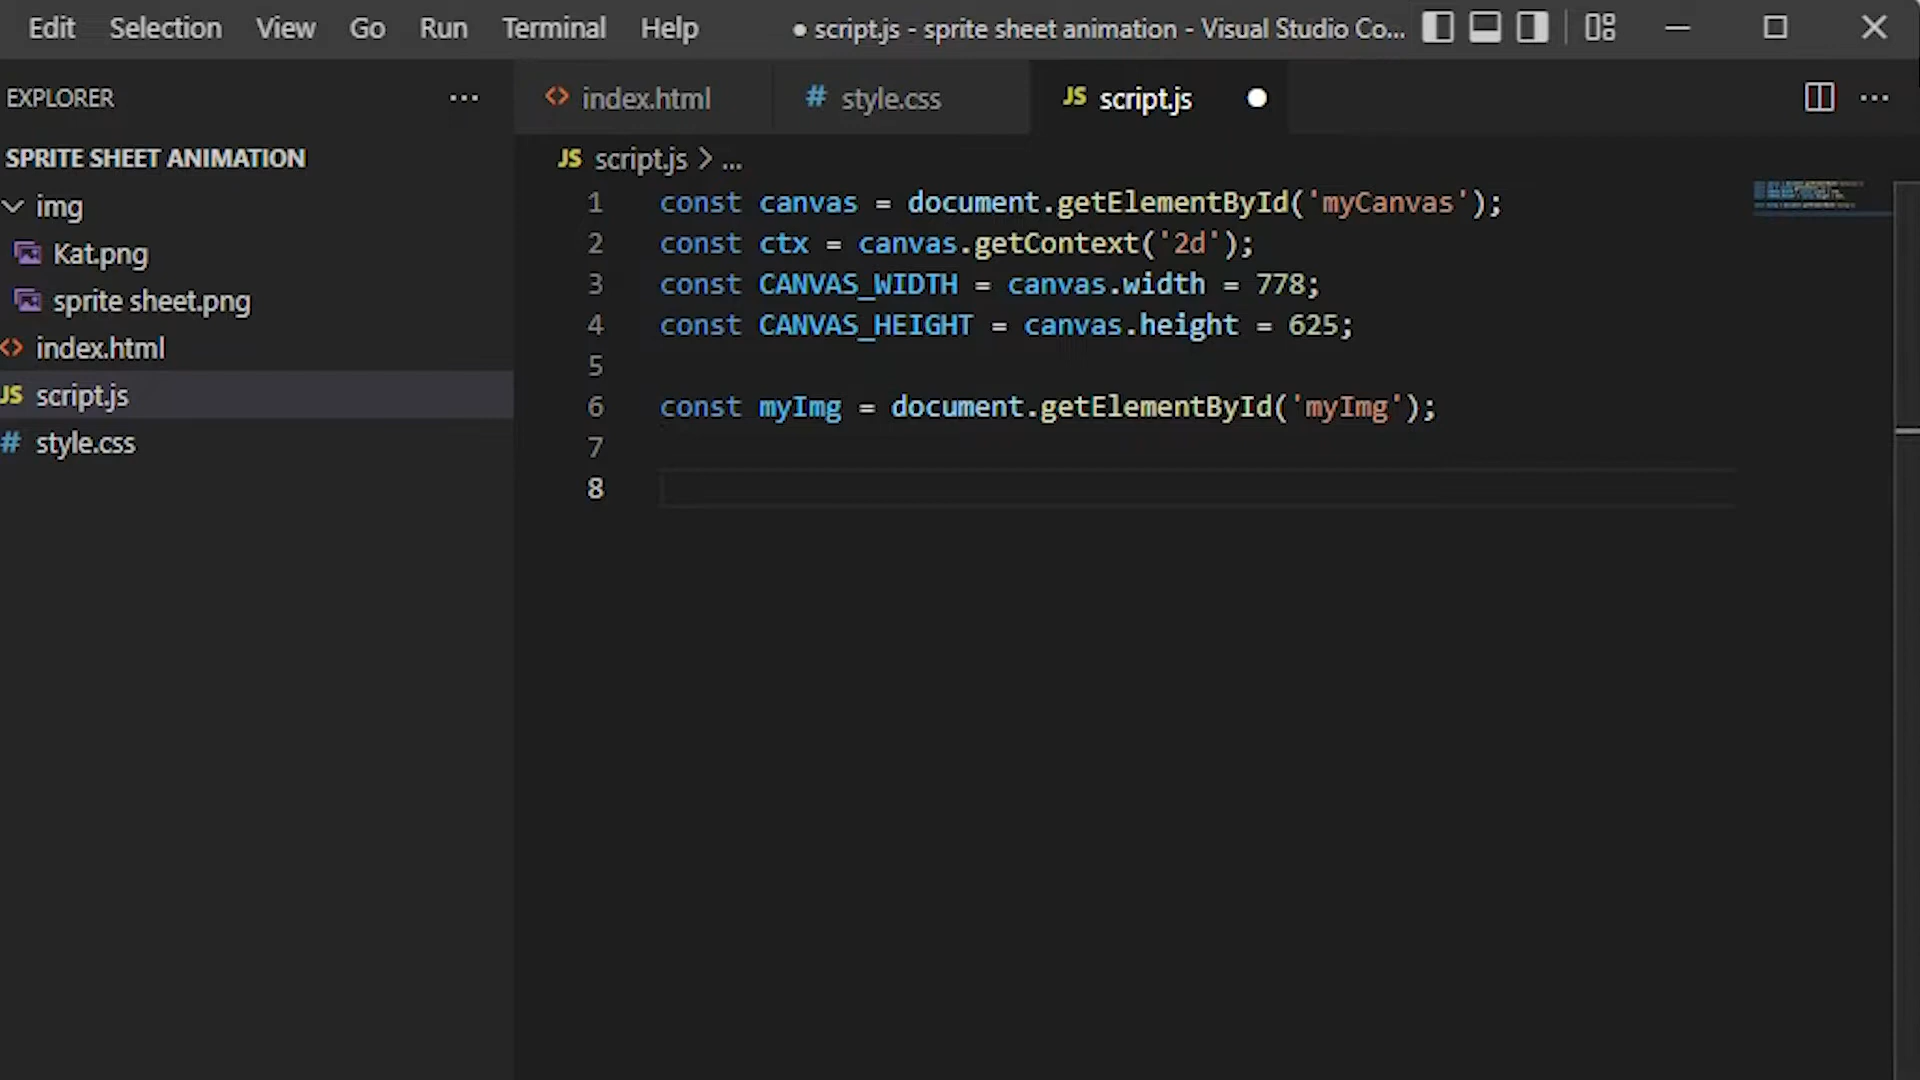 Edit Selection View Go Run Terminal Help ● script.js - sprite sheet animation - Visual Studio Co...
EXPLORER ...
index.html
# style.css
JS script.js ●
SPRITE SHEET ANIMATION
img
Kat.png
sprite sheet.png
index.html
JS script.js
# style.css
JS script.js > ...
1 const canvas = document.getElementById('myCanvas');
2 const ctx = canvas.getContext('2d');
3 const CANVAS_WIDTH = canvas.width = 778;
4 const CANVAS_HEIGHT = canvas.height = 625;
5
6 const myImg = document.getElementById('myImg');
7
8